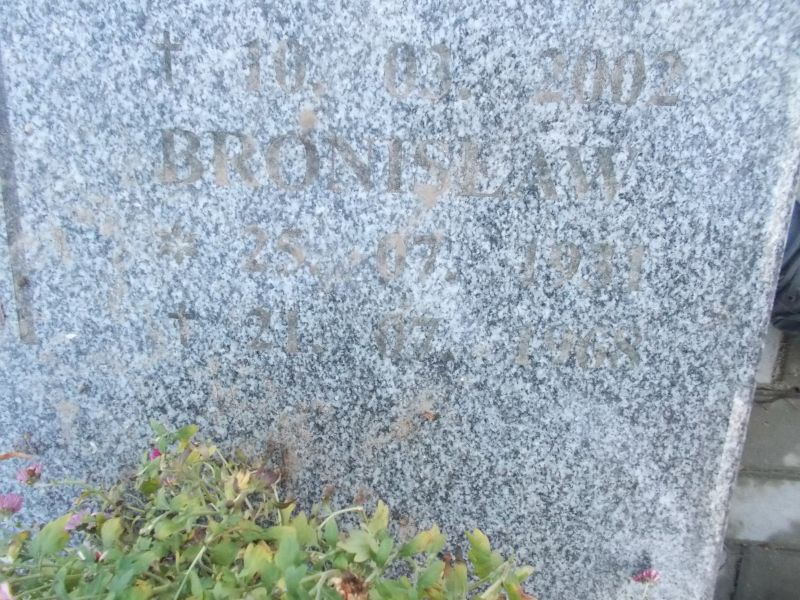 † 10. 03. 2002
BRONISŁAW
* 25. 07. 1931
† 21. 07. 1968